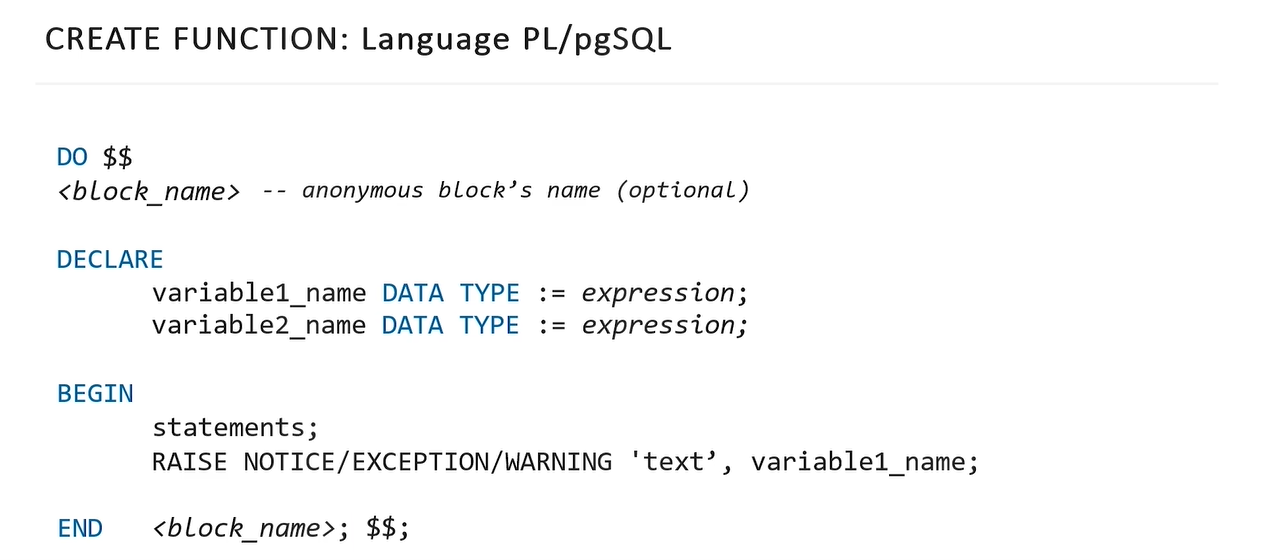 CREATE FUNCTION: Language PL/pgSQL
DO $$
<block_name> -- anonymous block’s name (optional)
DECLARE
variable1_name DATA TYPE := expression;
variable2_name DATA TYPE := expression;
BEGIN
statements;
RAISE NOTICE/EXCEPTION/WARNING 'text’, variable1_name;
END <block_name>; $$;